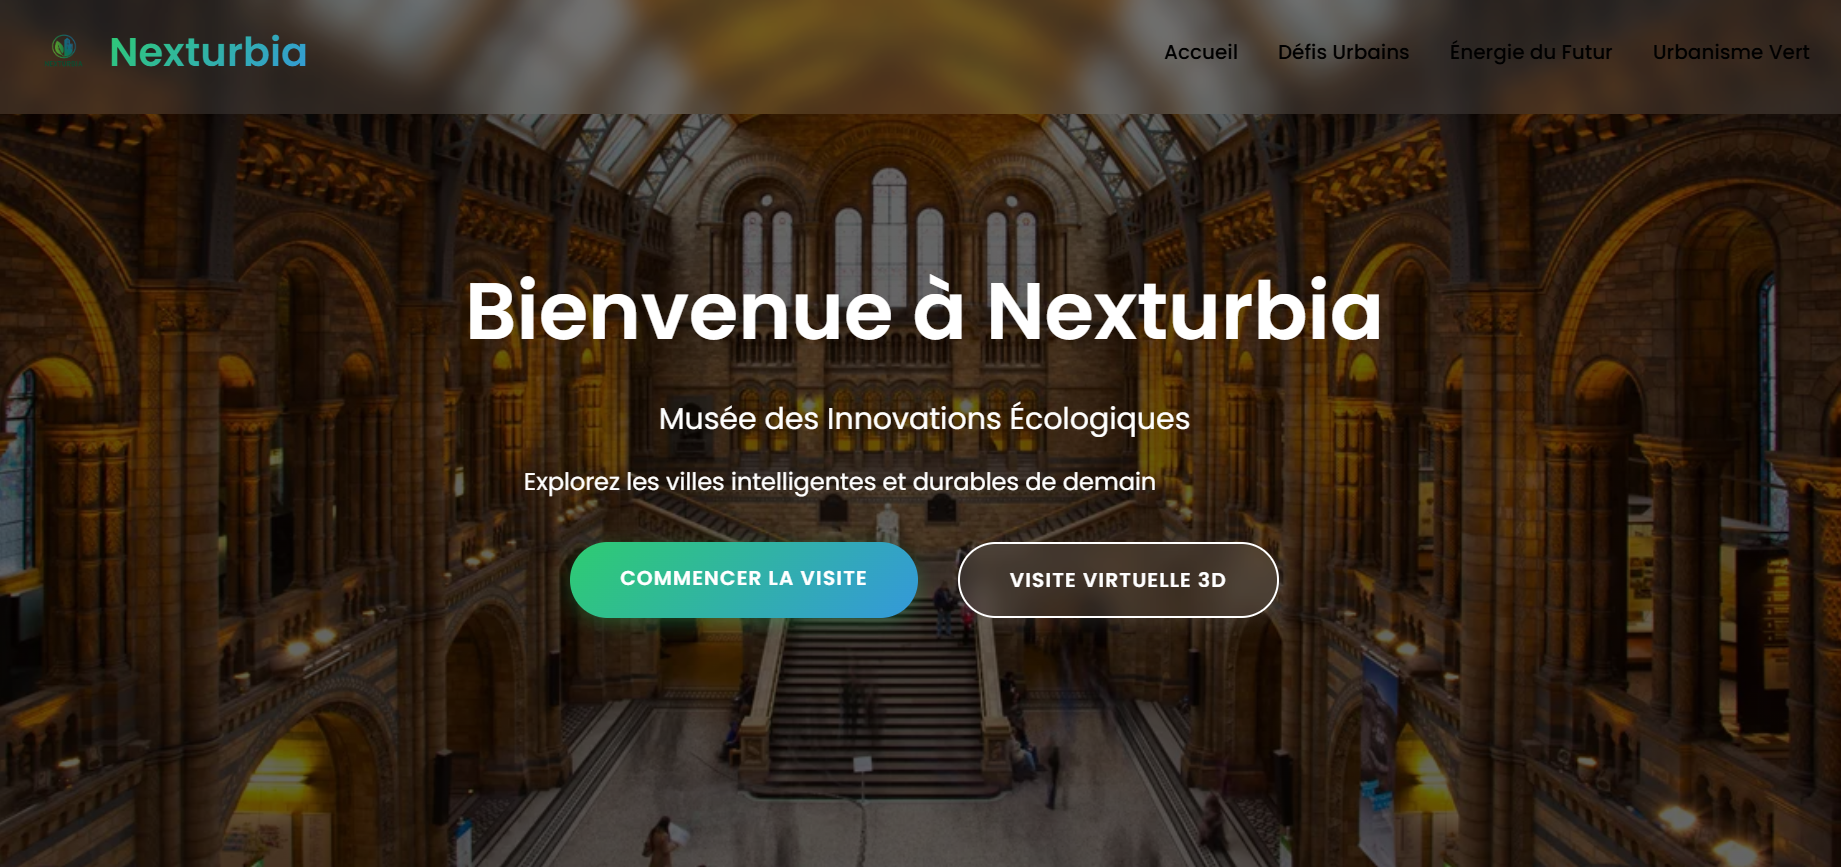 Nexturbia
Accueil
Défis Urbains
Énergie du Futur
Urbanisme Vert
Bienvenue à Nexturbia
Musée des Innovations Écologiques
Explorez les villes intelligentes et durables de demain
COMMENCER LA VISITE
VISITE VIRTUELLE 3D